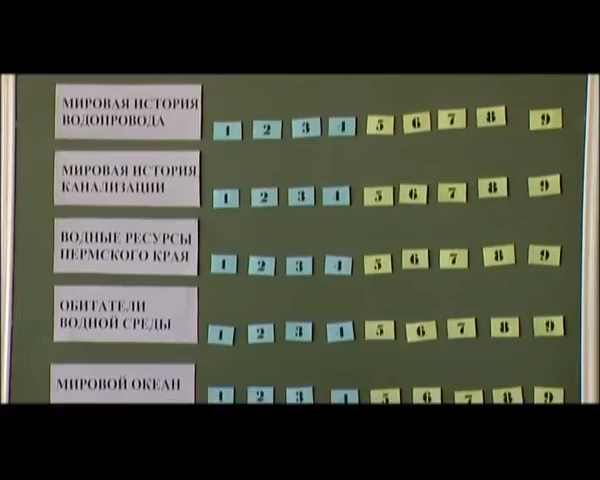 МИРОВАЯ ИСТОРИЯ
ВОДОПРОВОДА
1 2 3 4 5 6 7 8 9
МИРОВАЯ ИСТОРИЯ
КАНАЛИЗАЦИИ
1 2 3 4 5 6 7 8 9
ВОДНЫЕ РЕСУРСЫ
ПЕРМСКОГО КРАЯ
1 2 3 4 5 6 7 8 9
ОБИТАТЕЛИ
ВОДНОЙ СРЕДЫ
1 2 3 4 5 6 7 8 9
МИРОВОЙ ОКЕАН
1 2 3 4 5 6 7 8 9